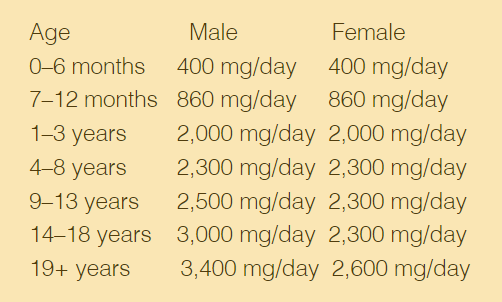 Age Male Female
0–6 months 400 mg/day 400 mg/day
7–12 months 860 mg/day 860 mg/day
1–3 years 2,000 mg/day 2,000 mg/day
4–8 years 2,300 mg/day 2,300 mg/day
9–13 years 2,500 mg/day 2,300 mg/day
14–18 years 3,000 mg/day 2,300 mg/day
19+ years 3,400 mg/day 2,600 mg/day